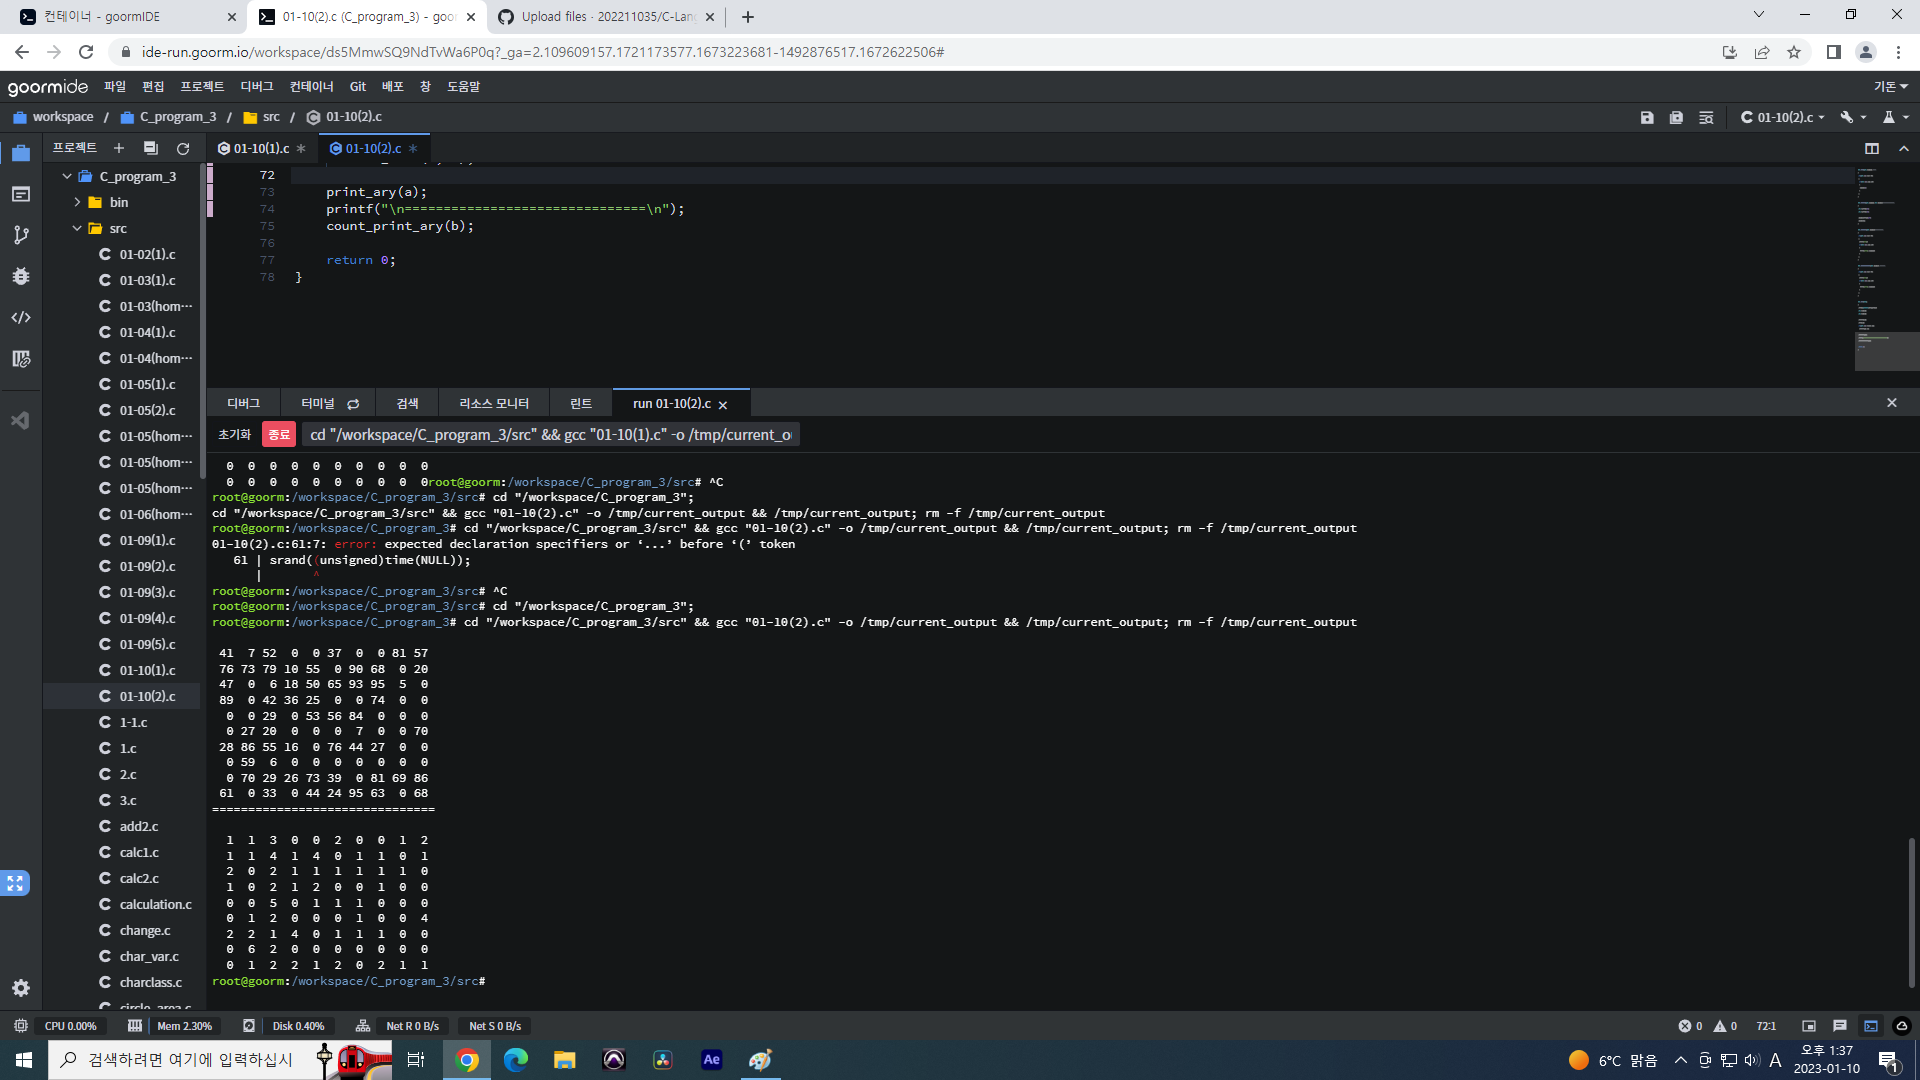 컨테이너 - goormIDE
01-10(2).c (C_program_3) - goor
Upload files · 202211035/C-Lan
ide-run.goorm.io/workspace/ds5MmwSQ9NdTvWa6P0q?_ga=2.109609157.1721173577.1673223681-1492876517.1672622506#
goormide 파일 편집 프로젝트 디버그 컨테이너 Git 배포 창 도움말 기돈
workspace / C_program_3 / src / 01-10(2).c
01-10(2).c
프로젝트
01-10(1).c
01-10(2).c
C_program_3
bin
src
01-02(1).c
01-03(1).c
01-03(hom···
01-04(1).c
01-04(hom···
01-05(1).c
01-05(2).c
01-05(hom···
01-05(hom···
01-05(hom···
01-06(hom···
01-09(1).c
01-09(2).c
01-09(3).c
01-09(4).c
01-09(5).c
01-10(1).c
01-10(2).c
1-1.c
1.c
2.c
3.c
add2.c
calc1.c
calc2.c
calculation.c
change.c
char_var.c
charclass.c
circle_area.c
72
73 print_ary(a);
74 printf("\n===============================\n");
75 count_print_ary(b);
76
77 return 0;
78 }
디버그 터미널 검색 리소스 모니터 린트 run 01-10(2).c
초기화 종료 cd "/workspace/C_program_3/src" && gcc "01-10(1).c" -o /tmp/current_o
0 0 0 0 0 0 0 0 0 0
0 0 0 0 0 0 0 0 0 0root@goorm:/workspace/C_program_3/src# ^C
root@goorm:/workspace/C_program_3/src# cd "/workspace/C_program_3";
cd "/workspace/C_program_3/src" && gcc "01-10(2).c" -o /tmp/current_output && /tmp/current_output; rm -f /tmp/current_output
root@goorm:/workspace/C_program_3# cd "/workspace/C_program_3/src" && gcc "01-10(2).c" -o /tmp/current_output && /tmp/current_output; rm -f /tmp/current_output
01-10(2).c:61:7: error: expected declaration specifiers or ‘...’ before ‘(’ token
61 | srand((unsigned)time(NULL));
| ^
root@goorm:/workspace/C_program_3/src# ^C
root@goorm:/workspace/C_program_3/src# cd "/workspace/C_program_3";
root@goorm:/workspace/C_program_3# cd "/workspace/C_program_3/src" && gcc "01-10(2).c" -o /tmp/current_output && /tmp/current_output; rm -f /tmp/current_output
41 7 52 0 0 37 0 0 81 57
76 73 79 10 55 0 90 68 0 20
47 0 6 18 50 65 93 95 5 0
89 0 42 36 25 0 0 74 0 0
0 0 29 0 53 56 84 0 0 0
0 27 20 0 0 0 7 0 0 70
28 86 55 16 0 76 44 27 0 0
0 59 6 0 0 0 0 0 0 0
0 70 29 26 73 39 0 81 69 86
61 0 33 0 44 24 95 63 0 68
===============================
1 1 3 0 0 2 0 0 1 2
1 1 4 1 4 0 1 1 0 1
2 0 2 1 1 1 1 1 1 0
1 0 2 1 2 0 0 1 0 0
0 0 5 0 1 1 1 0 0 0
0 1 2 0 0 0 1 0 0 4
2 2 1 4 0 1 1 1 0 0
0 6 2 0 0 0 0 0 0 0
0 1 2 2 1 2 0 2 1 1
root@goorm:/workspace/C_program_3/src#
CPU 0.00% Mem 2.30% Disk 0.40% Net R 0 B/s Net S 0 B/s 0 0 72:1
검색하려면 여기에 입력하십시
Ae
6°C 맑음 A 오후 1:37
2023-01-10
1